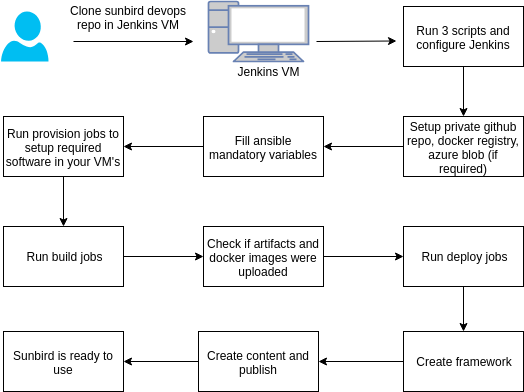 Clone sunbird devops
repo in Jenkins VM
Jenkins VM
Run 3 scripts and
configure Jenkins
Setup private github
repo, docker registry,
azure blob (if
required)
Fill ansible
mandatory variables
Run provision jobs to
setup required
software in your VM's
Run build jobs
Check if artifacts and
docker images were
uploaded
Run deploy jobs
Create framework
Create content and
publish
Sunbird is ready to
use